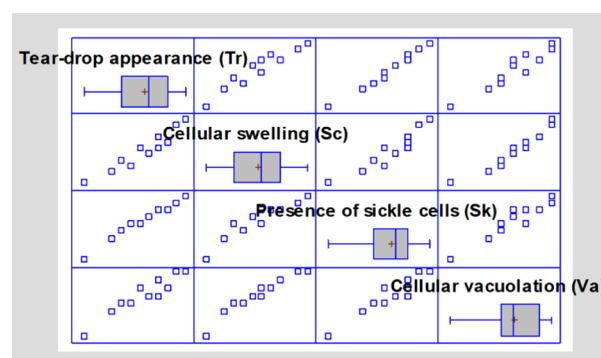 Tear-drop appearance (Tr)
Cellular swelling (Sc)
Presence of sickle cells (Sk)
Cellular vacuolation (Va